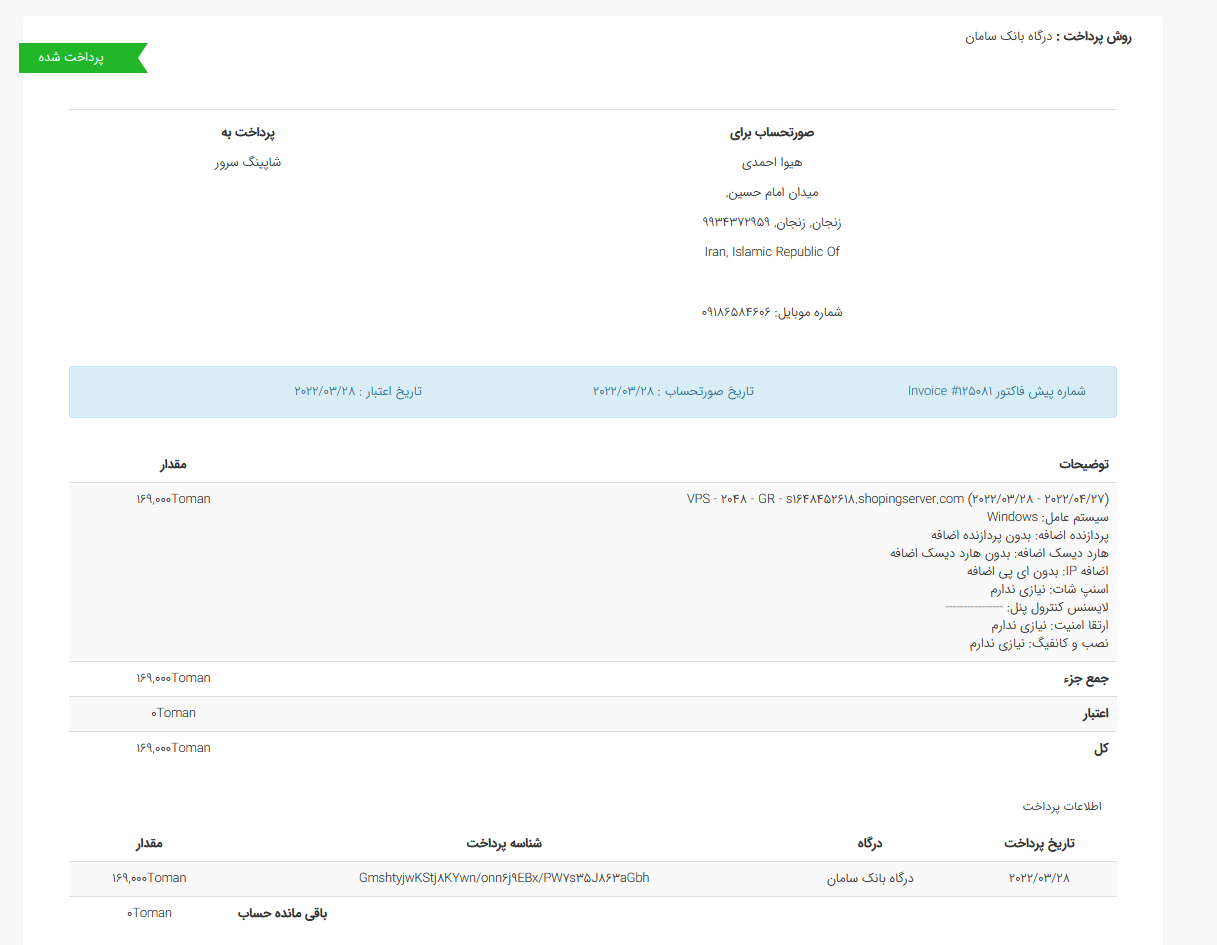 روش پرداخت : درگاه بانک سامان
پرداخت شده
صورتحساب برای
هیوا احمدی
میدان امام حسین,
زنجان, زنجان, ۹۹۳۴۳۷۲۹۵۹
Iran, Islamic Republic Of
شماره موبایل: ۰۹۱۸۶۵۸۴۶۰۶
پرداخت به
شاپینگ سرور
شماره پیش فاکتور Invoice #۱۲۵۰۸۱
تاریخ صورتحساب : ۲۰۲۲/۰۳/۲۸
تاریخ اعتبار : ۲۰۲۲/۰۳/۲۸
توضیحات مقدار
VPS - ۲۰۴۸ - GR - s۱۶۴۸۴۵۲۶۱۸.shopingserver.com (۲۰۲۲/۰۳/۲۸ - ۲۰۲۲/۰۴/۲۷) ۱۶۹,۰۰۰Toman
سیستم عامل: Windows
پردازنده اضافه: بدون پردازنده اضافه
هارد دیسک اضافه: بدون هارد دیسک اضافه
اضافه IP: بدون ای پی اضافه
اسنپ شات: نیازی ندارم
لایسنس کنترول پنل: ----------------
ارتقا امنیت: نیازی ندارم
نصب و کانفیگ: نیازی ندارم
جمع جزء ۱۶۹,۰۰۰Toman
اعتبار ۰Toman
کل ۱۶۹,۰۰۰Toman
اطلاعات پرداخت
تاریخ پرداخت درگاه شناسه پرداخت مقدار
۲۰۲۲/۰۳/۲۸ درگاه بانک سامان GmshtyjwKStj۸KYwn/onn۶j۹EBx/PW۷s۳۵J۸۶۳aGbh ۱۶۹,۰۰۰Toman
باقی مانده حساب ۰Toman